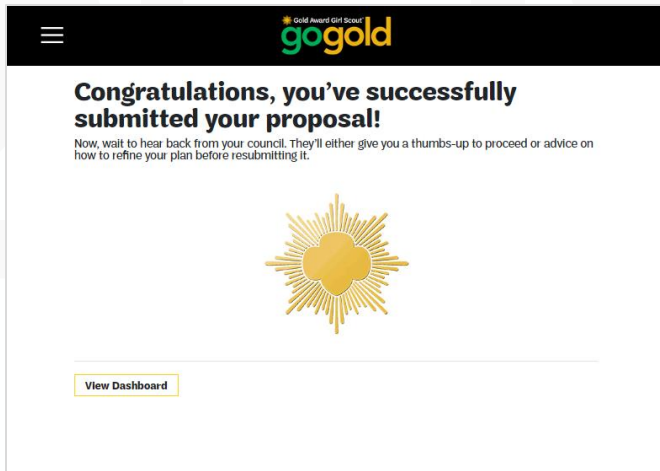 Gold Award Girl Scout
gogold
Congratulations, you've successfully
submitted your proposal!
Now, wait to hear back from your council. They'll either give you a thumbs-up to proceed or advice on
how to refine your plan before resubmitting it.
View Dashboard